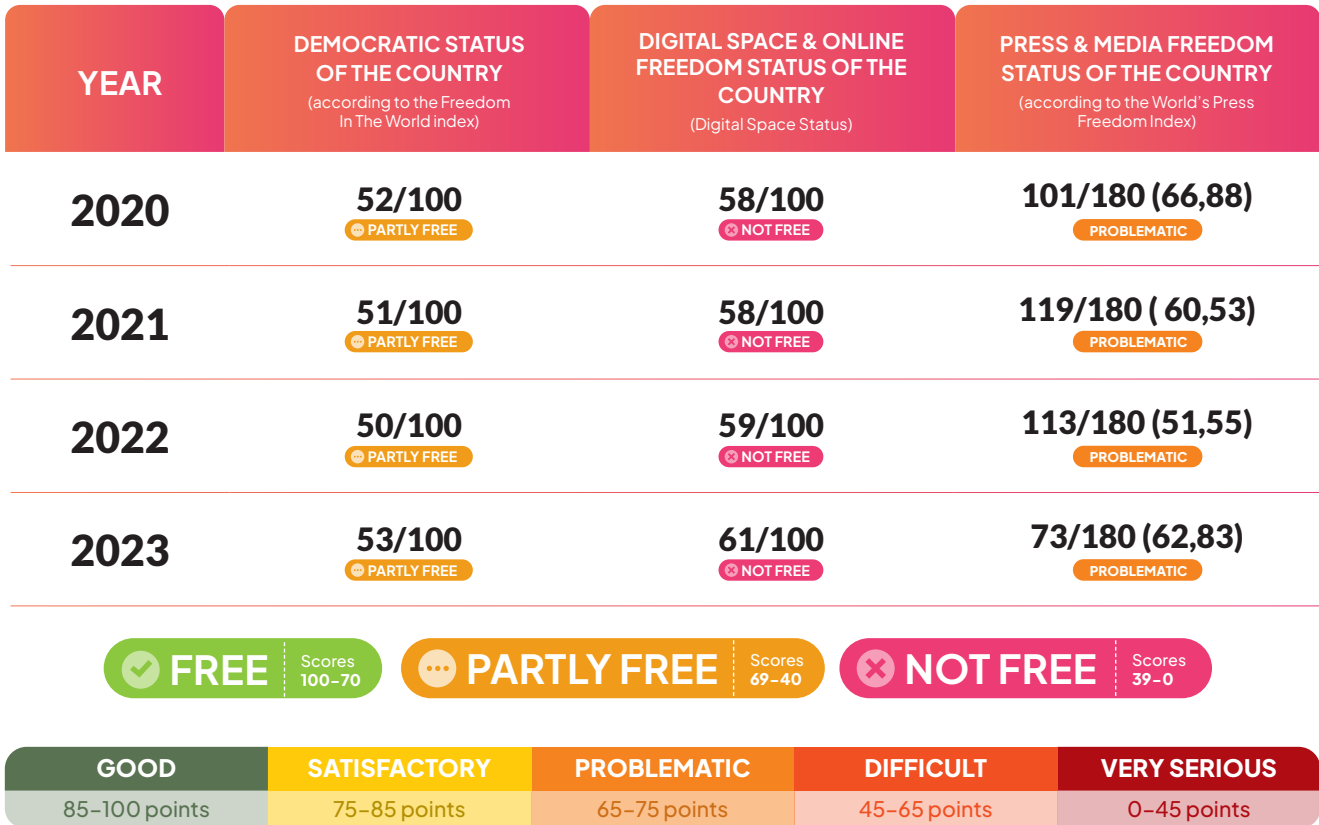 YEAR
DEMOCRATIC STATUS
OF THE COUNTRY
(according to the Freedom
In The World index)
DIGITAL SPACE & ONLINE
FREEDOM STATUS OF THE
COUNTRY
(Digital Space Status)
PRESS & MEDIA FREEDOM
STATUS OF THE COUNTRY
(according to the World's Press
Freedom Index)
2020
52/100
PARTLY FREE
58/100
NOT FREE
101/180 (66,88)
PROBLEMATIC
2021
51/100
PARTLY FREE
58/100
NOT FREE
119/180 ( 60,53)
PROBLEMATIC
2022
50/100
PARTLY FREE
59/100
NOT FREE
113/180 (51,55)
PROBLEMATIC
2023
53/100
PARTLY FREE
61/100
NOT FREE
73/180 (62,83)
PROBLEMATIC
FREE
Scores
100-70
PARTLY FREE
Scores
69-40
NOT FREE
Scores
39-0
GOOD
85-100 points
SATISFACTORY
75-85 points
PROBLEMATIC
65-75 points
DIFFICULT
45-65 points
VERY SERIOUS
0-45 points